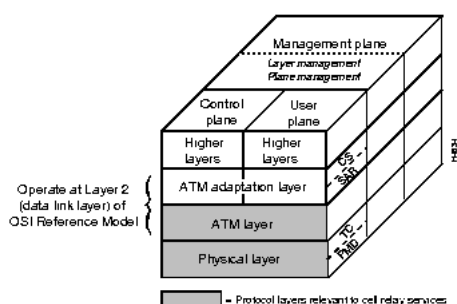 Management plane
Layer management
Plane management
Control plane
User plane
Higher layers
Higher layers
CS
SAR
ATM adaptation layer
Operate at Layer 2
(data link layer) of
OSI Reference Model
ATM layer
TC
PMD
Physical layer
= Protocol layers relevant to cell relay services